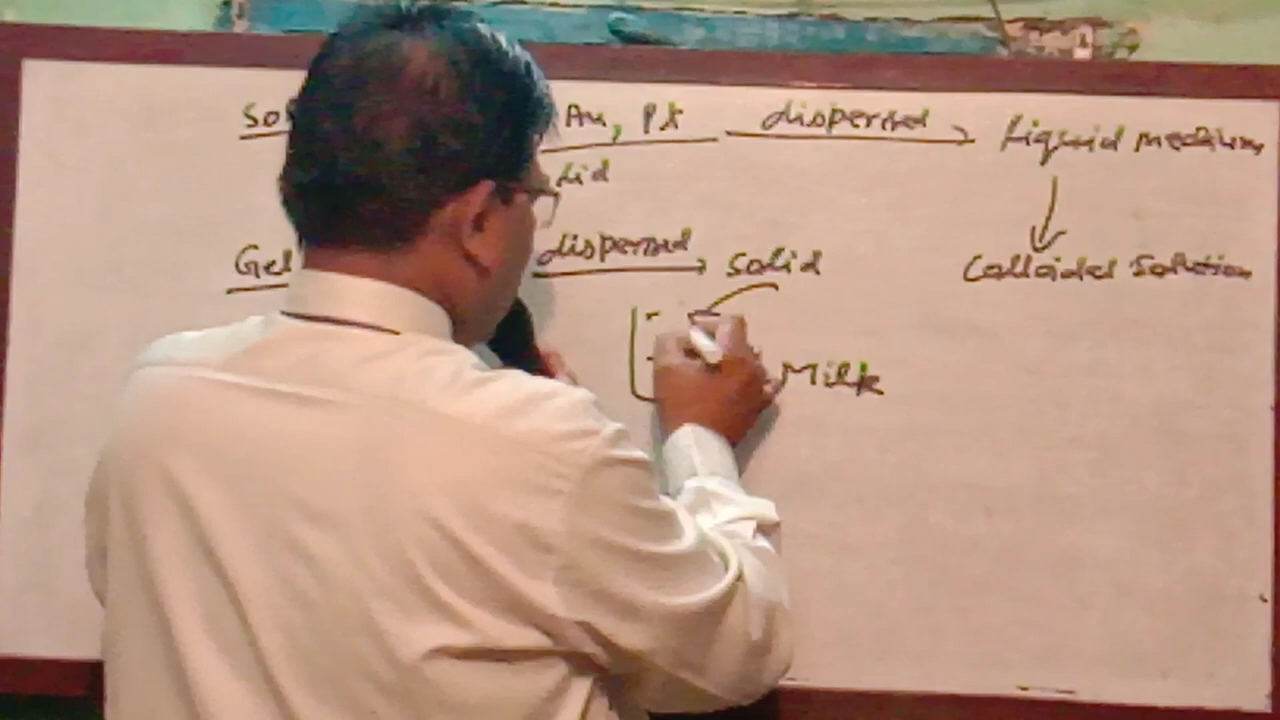 So
Au, Pt dispersed Liquid medium
lid
Gel dispersed solid
Colloidal Solution
Milk